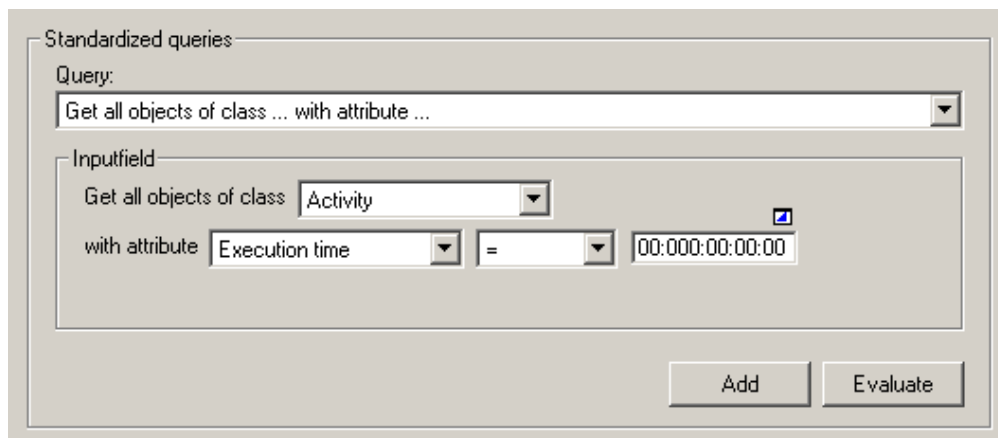 Standardized queries
Query:
Get all objects of class ... with attribute ...
Inputfield
Get all objects of class Activity
with attribute Execution time = 00:000:00:00:00
Add Evaluate